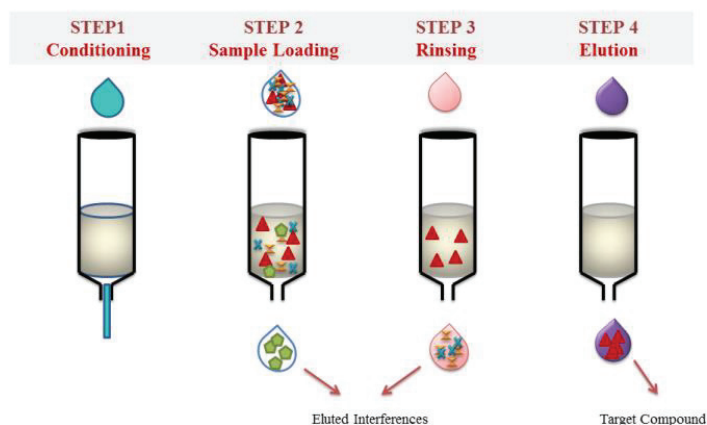 STEP1
Conditioning
STEP 2
Sample Loading
STEP 3
Rinsing
STEP 4
Elution
Eluted Interferences
Target Compound